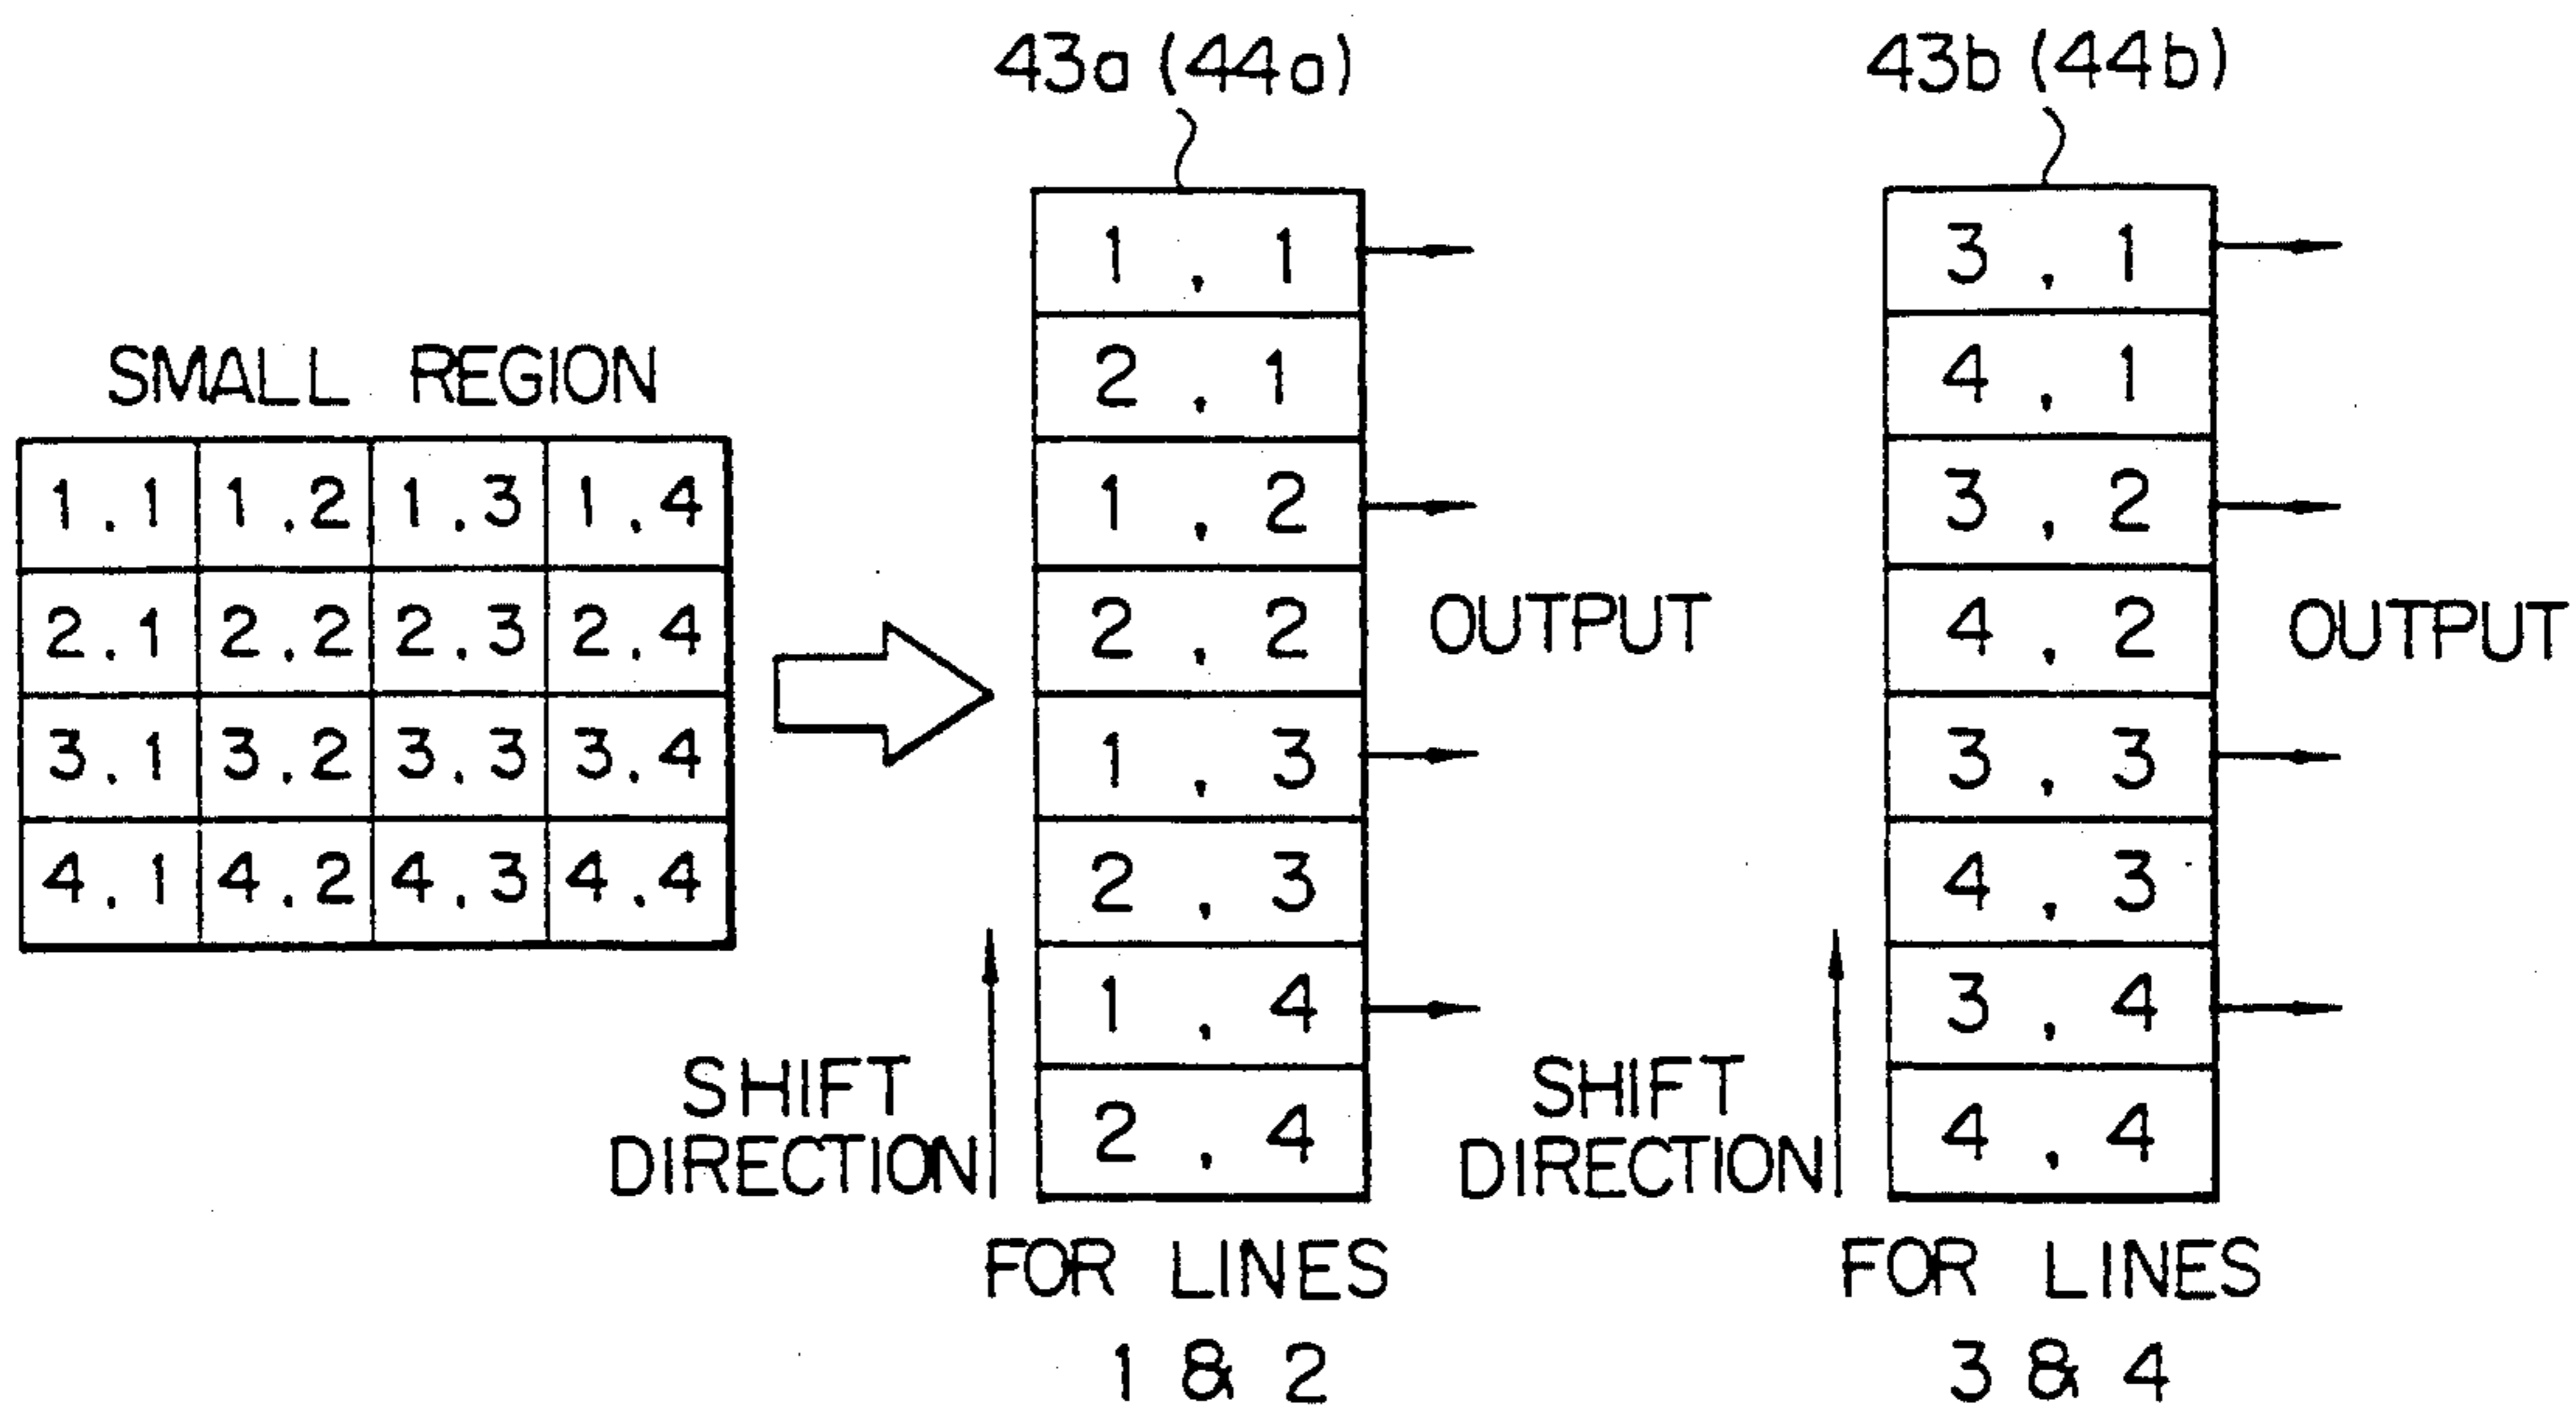 43a (44a)
43b (44b)
SMALL REGION
1.1 1.2 1.3 1.4
2.1 2.2 2.3 2.4
3.1 3.2 3.3 3.4
4.1 4.2 4.3 4.4
1 , 1
2 , 1
1 , 2
2 , 2
1 , 3
2 , 3
1 , 4
2 , 4
OUTPUT
SHIFT
DIRECTION
FOR LINES
1 & 2
3 , 1
4 , 1
3 , 2
4 , 2
3 , 3
4 , 3
3 , 4
4 , 4
OUTPUT
SHIFT
DIRECTION
FOR LINES
3 & 4